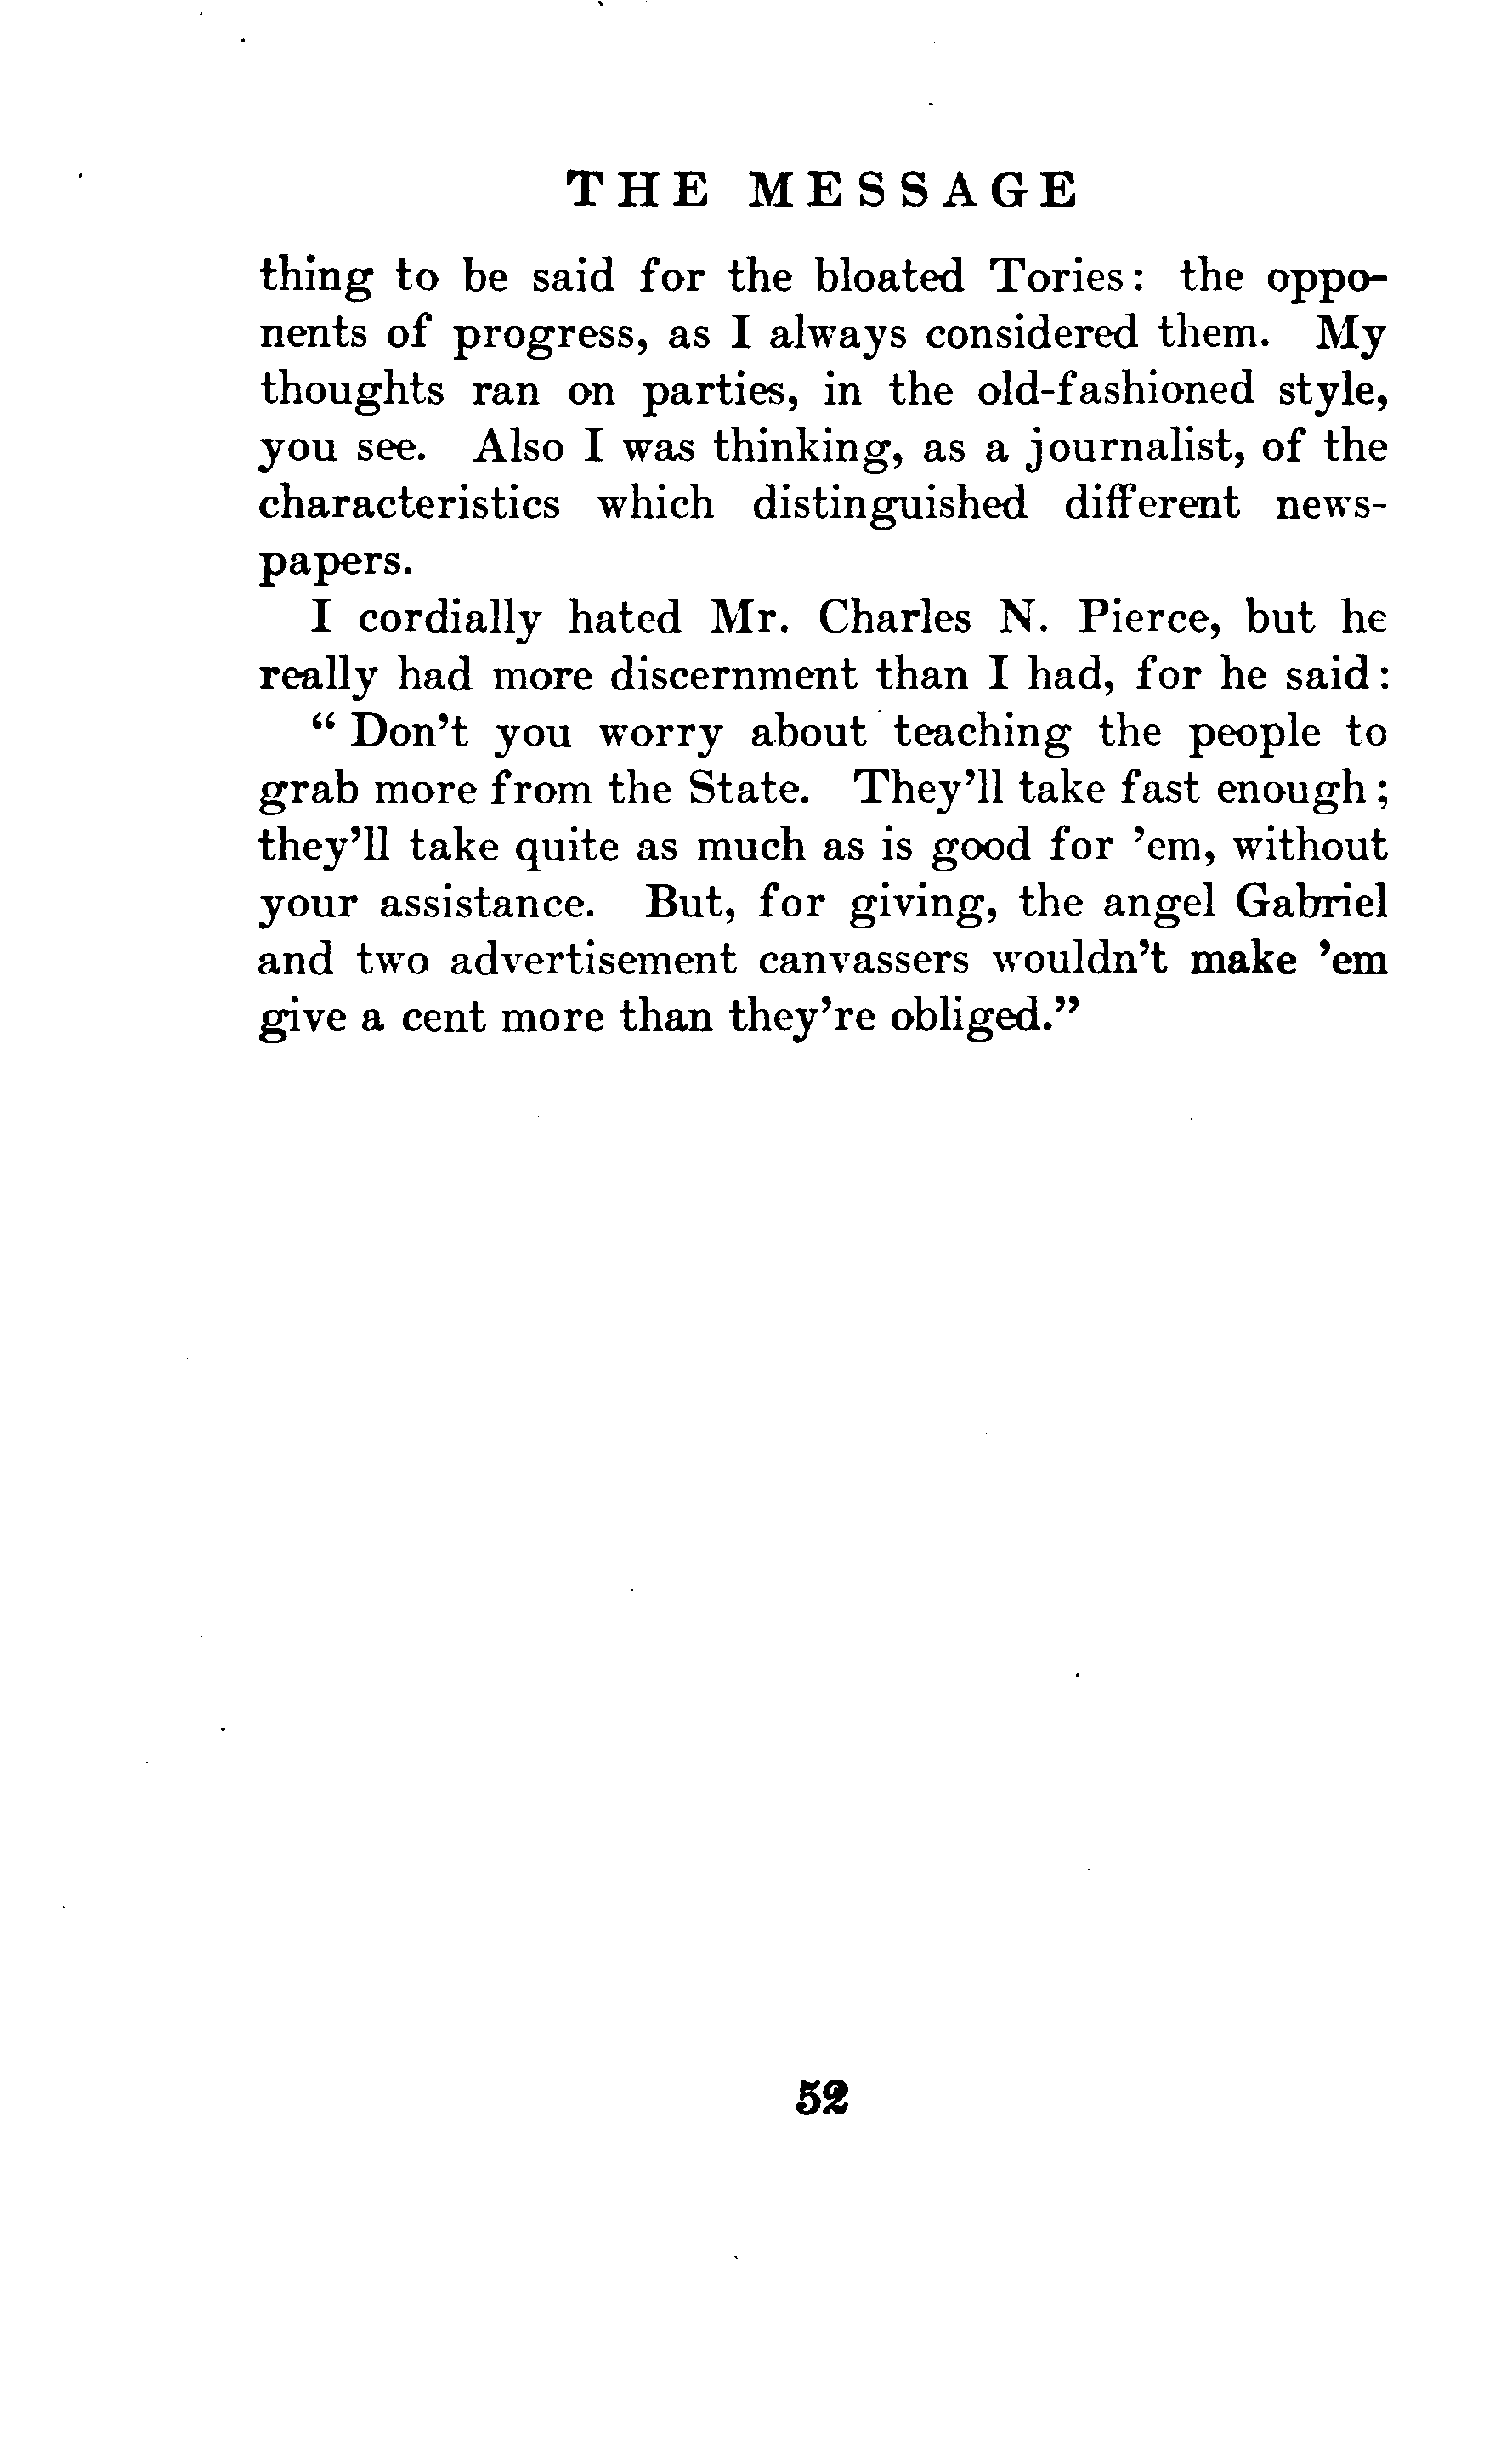 THE MESSAGE
thing to be said for the bloated Tories: the oppo-
nents of progress, as I always considered them. My
thoughts ran on parties, in the old-fashioned style,
you see. Also I was thinking, as a journalist, of the
characteristics which distinguished different news-
papers.
I cordially hated Mr. Charles N. Pierce, but he
really had more discernment than I had, for he said:
“Don’t you worry about teaching the people to
grab more from the State. They’ll take fast enough;
they’ll take quite as much as is good for ’em, without
your assistance. But, for giving, the angel Gabriel
and two advertisement canvassers wouldn’t make ’em
give a cent more than they’re obliged.”
52